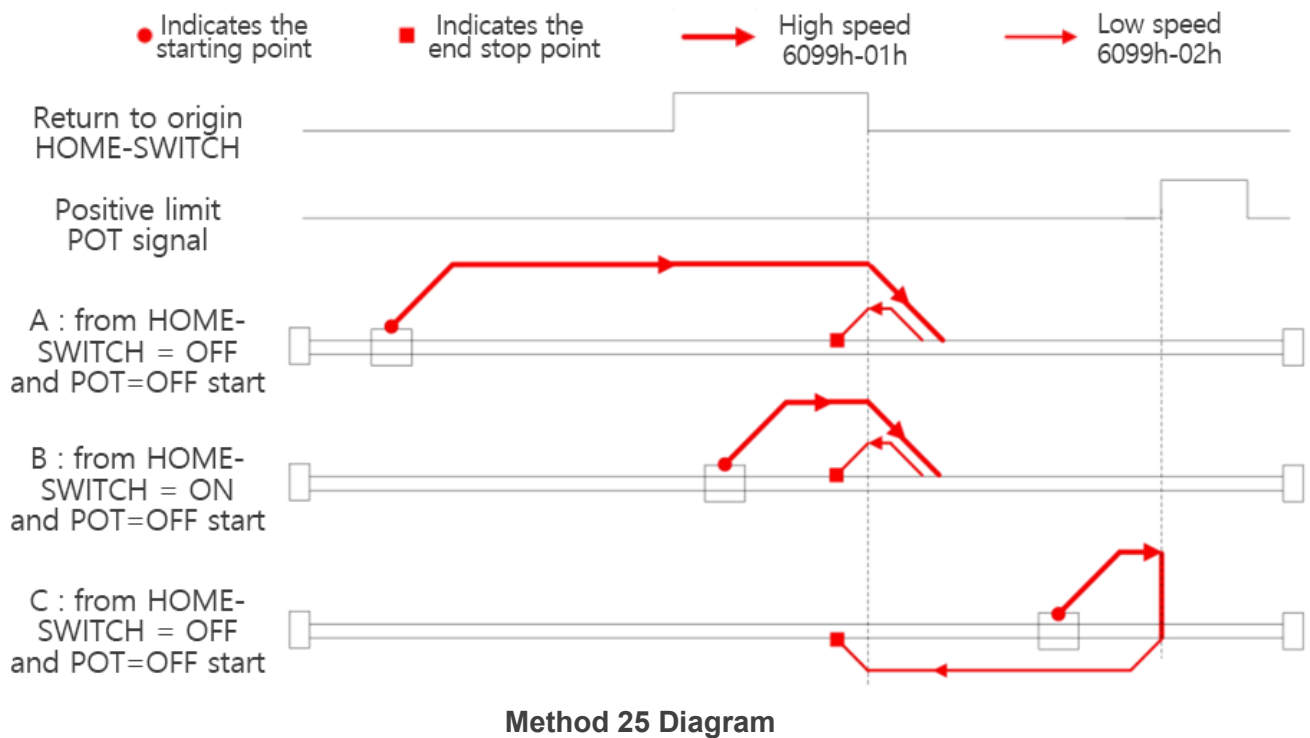 Indicates the
starting point
Indicates the
end stop point
High speed
6099h-01h
Low speed
6099h-02h
Return to origin
HOME-SWITCH
Positive limit
POT signal
A : from HOME-
SWITCH = OFF
and POT=OFF start
B : from HOME-
SWITCH = ON
and POT=OFF start
C : from HOME-
SWITCH = OFF
and POT=OFF start
Method 25 Diagram